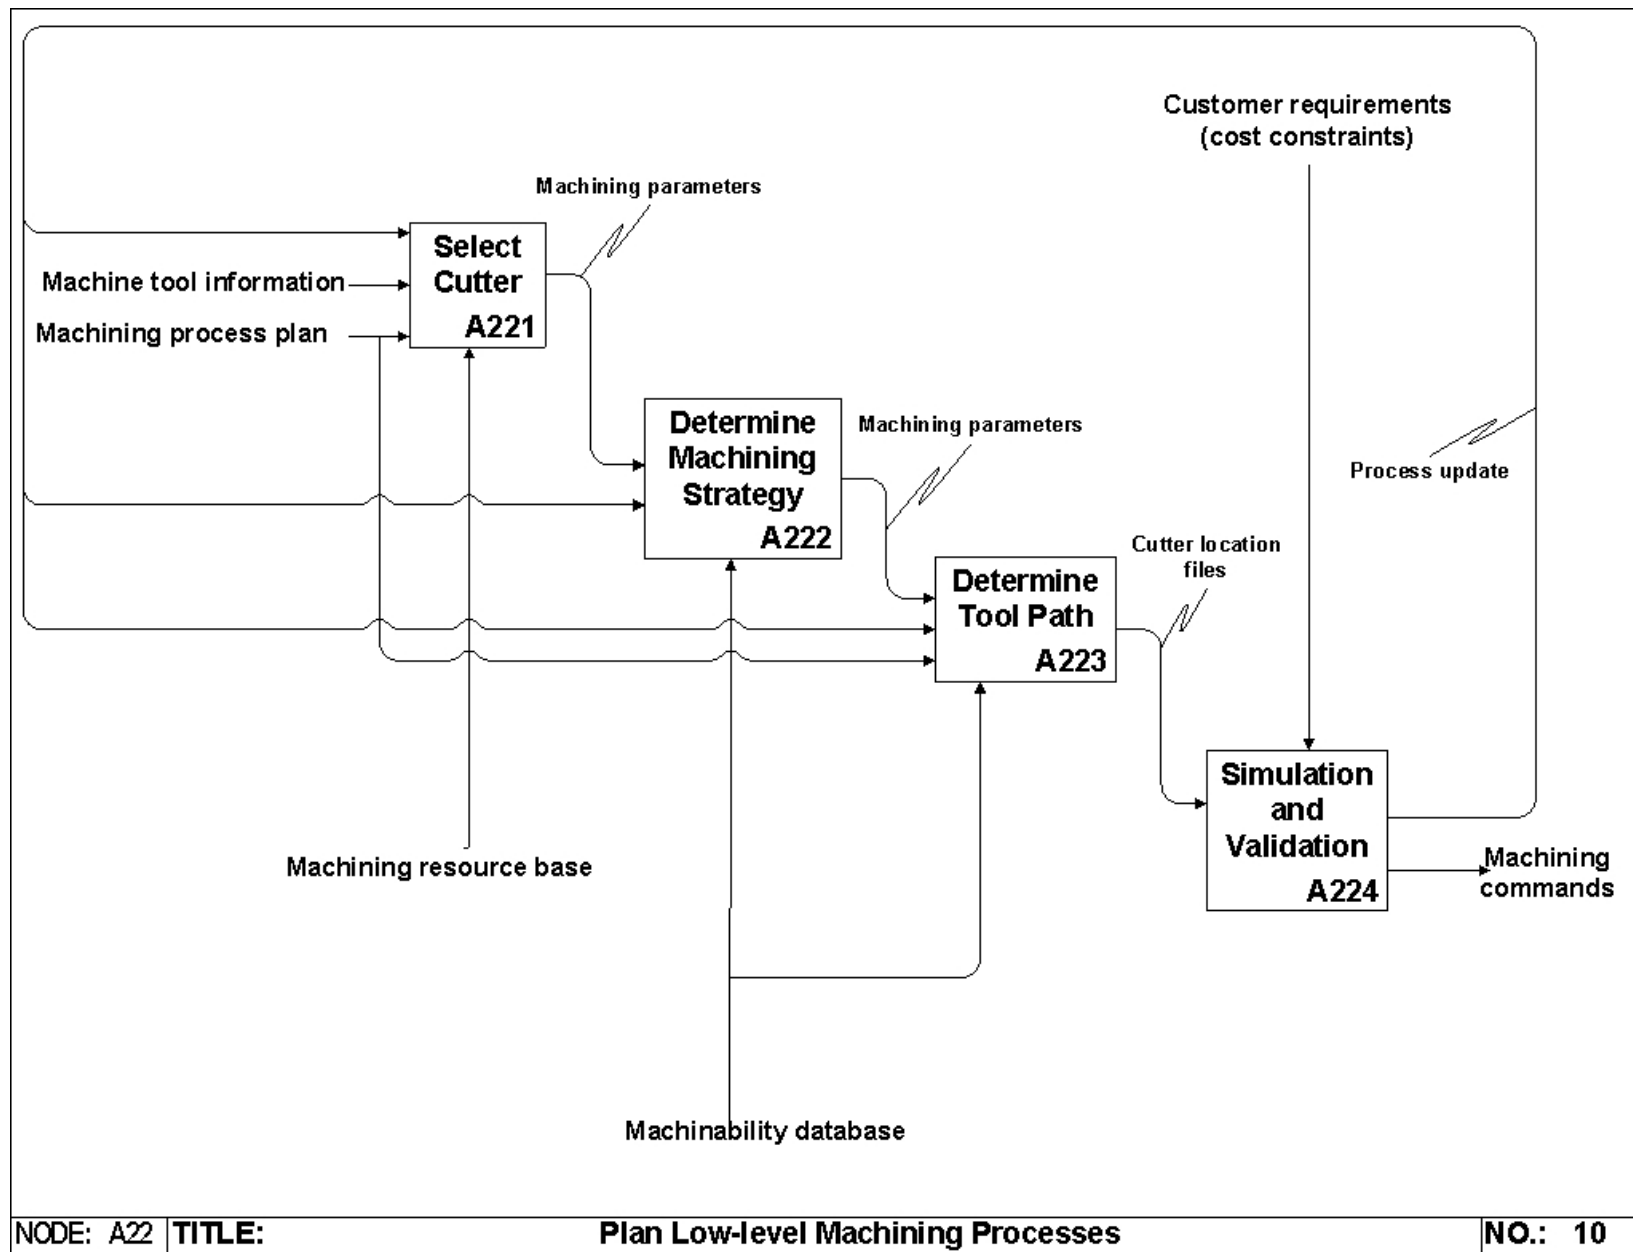 Customer requirements
(cost constraints)
Machining parameters
Select
Cutter
A221
Machine tool information
Machining process plan
Determine
Machining
Strategy
A222
Machining parameters
Process update
Cutter location
files
Determine
Tool Path
A223
Simulation
and
Validation
A224
Machining
commands
Machining resource base
Machinability database
NODE: A22 TITLE: Plan Low-level Machining Processes NO.: 10